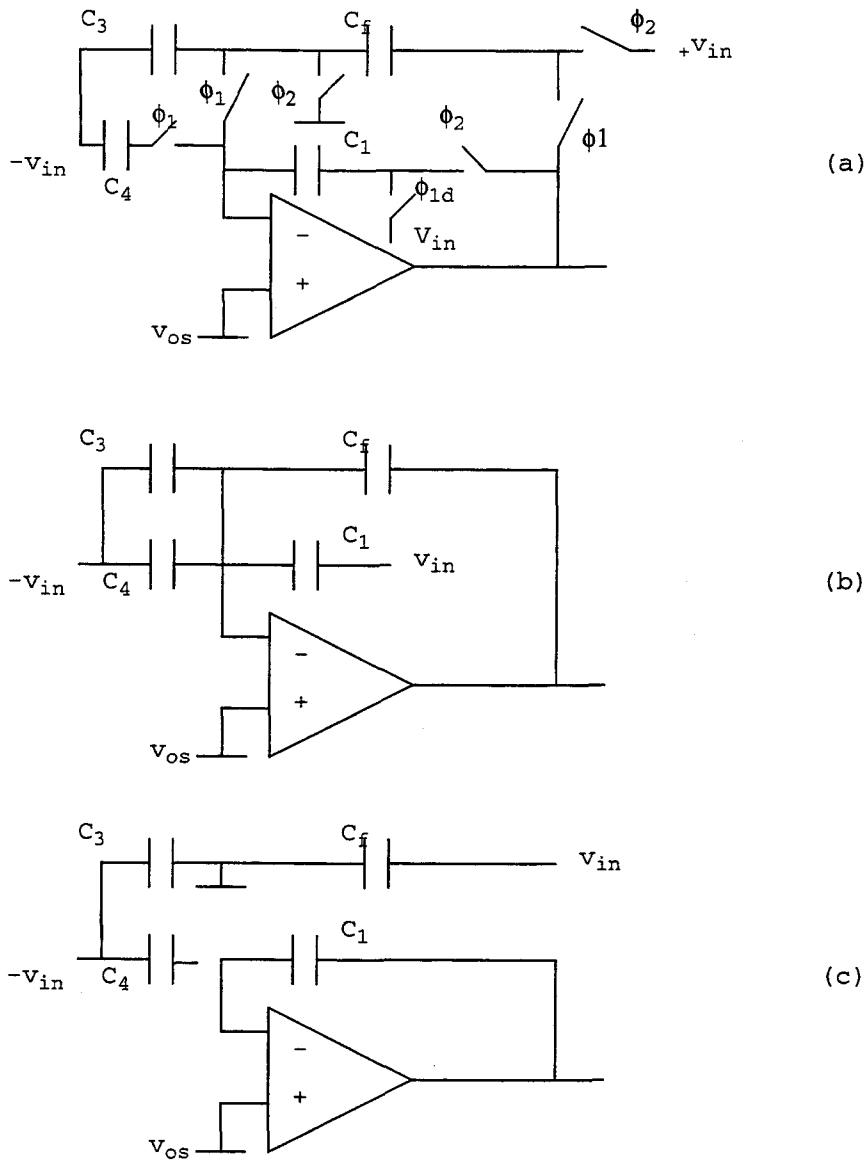 C3
Cf
ϕ2
+vin
ϕ1
ϕ1
ϕ2
C1
ϕ2
ϕ1
-vin
C4
ϕ1d
Vin
(a)
-
+
vos
C3
Cf
C1
-vin
C4
vin
(b)
-
+
vos
C3
Cf
vin
C1
-vin
C4
(c)
-
+
vos